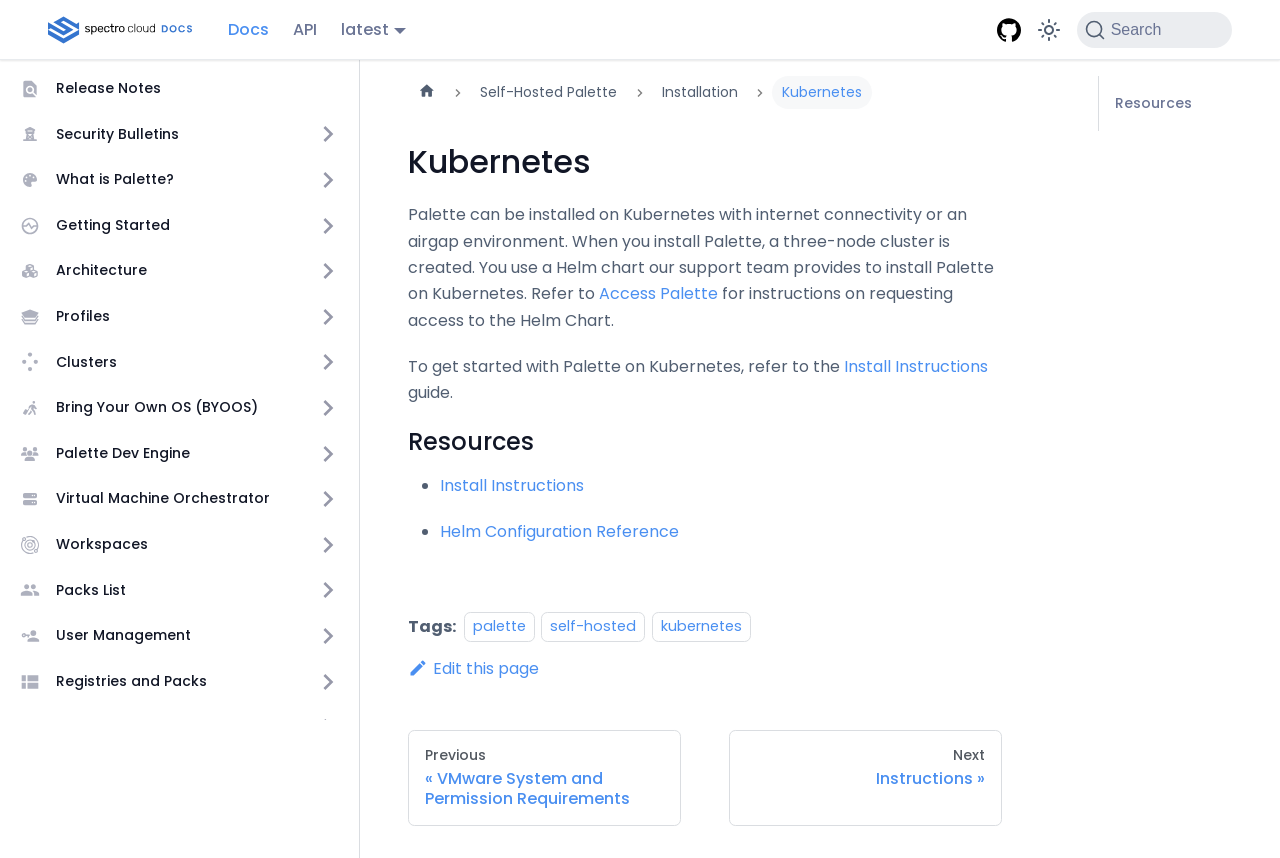 spectro cloud DOCS Docs API latest Search
Release Notes
Security Bulletins
What is Palette?
Getting Started
Architecture
Profiles
Clusters
Bring Your Own OS (BYOOS)
Palette Dev Engine
Virtual Machine Orchestrator
Workspaces
Packs List
User Management
Registries and Packs
Self-Hosted Palette Installation Kubernetes
Kubernetes
Palette can be installed on Kubernetes with internet connectivity or an
airgap environment. When you install Palette, a three-node cluster is
created. You use a Helm chart our support team provides to install Palette
on Kubernetes. Refer to Access Palette for instructions on requesting
access to the Helm Chart.
To get started with Palette on Kubernetes, refer to the Install Instructions
guide.
Resources
Install Instructions
Helm Configuration Reference
Tags: palette self-hosted kubernetes
Edit this page
Previous
« VMware System and
Permission Requirements
Next
Instructions »
Resources